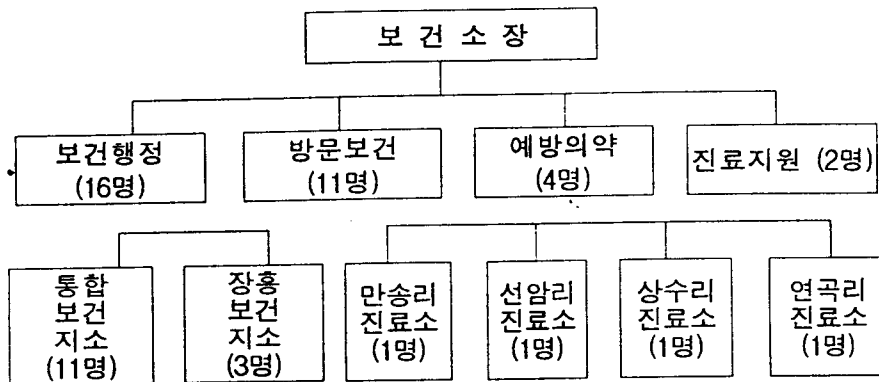 보 건 소 장
보건행정
(16명)
방문보건
(11명)
예방의약
(4명)
진료지원 (2명)
통합
보건
지소
(11명)
장흥
보건
지소
(3명)
만송리
진료소
(1명)
선암리
진료소
(1명)
상수리
진료소
(1명)
연곡리
진료소
(1명)